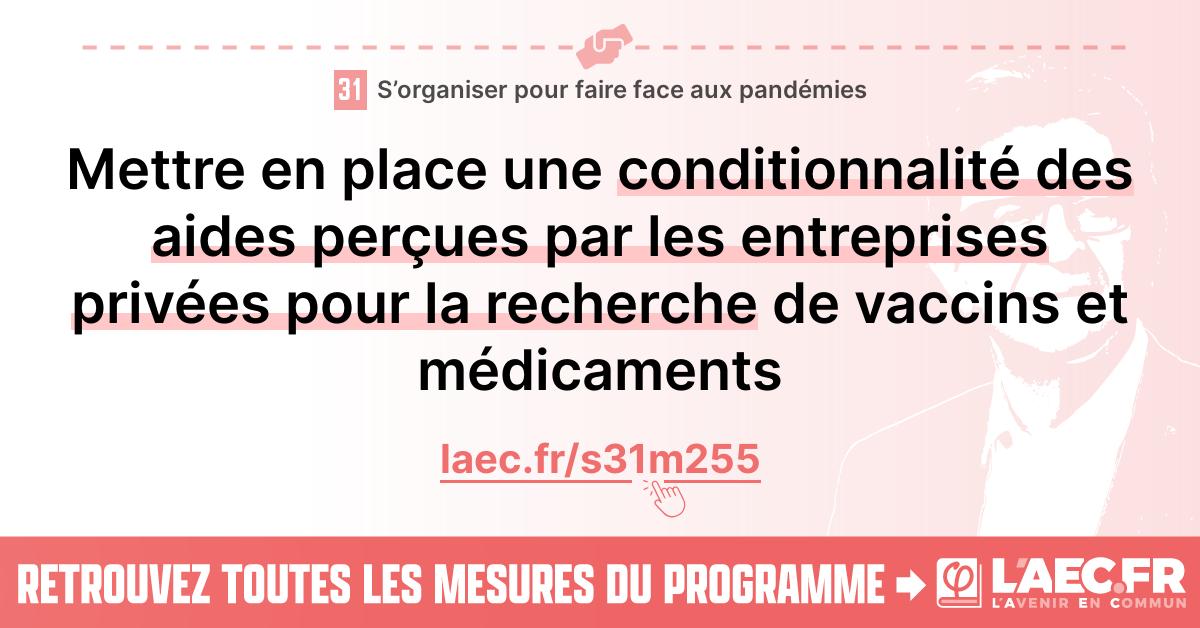 31 S’organiser pour faire face aux pandémies
Mettre en place une conditionnalité des
aides perçues par les entreprises
privées pour la recherche de vaccins et
médicaments
laec.fr/s31m255
RETROUVEZ TOUTES LES MESURES DU PROGRAMME
L'AEC.FR
L'AVENIR EN COMMUN